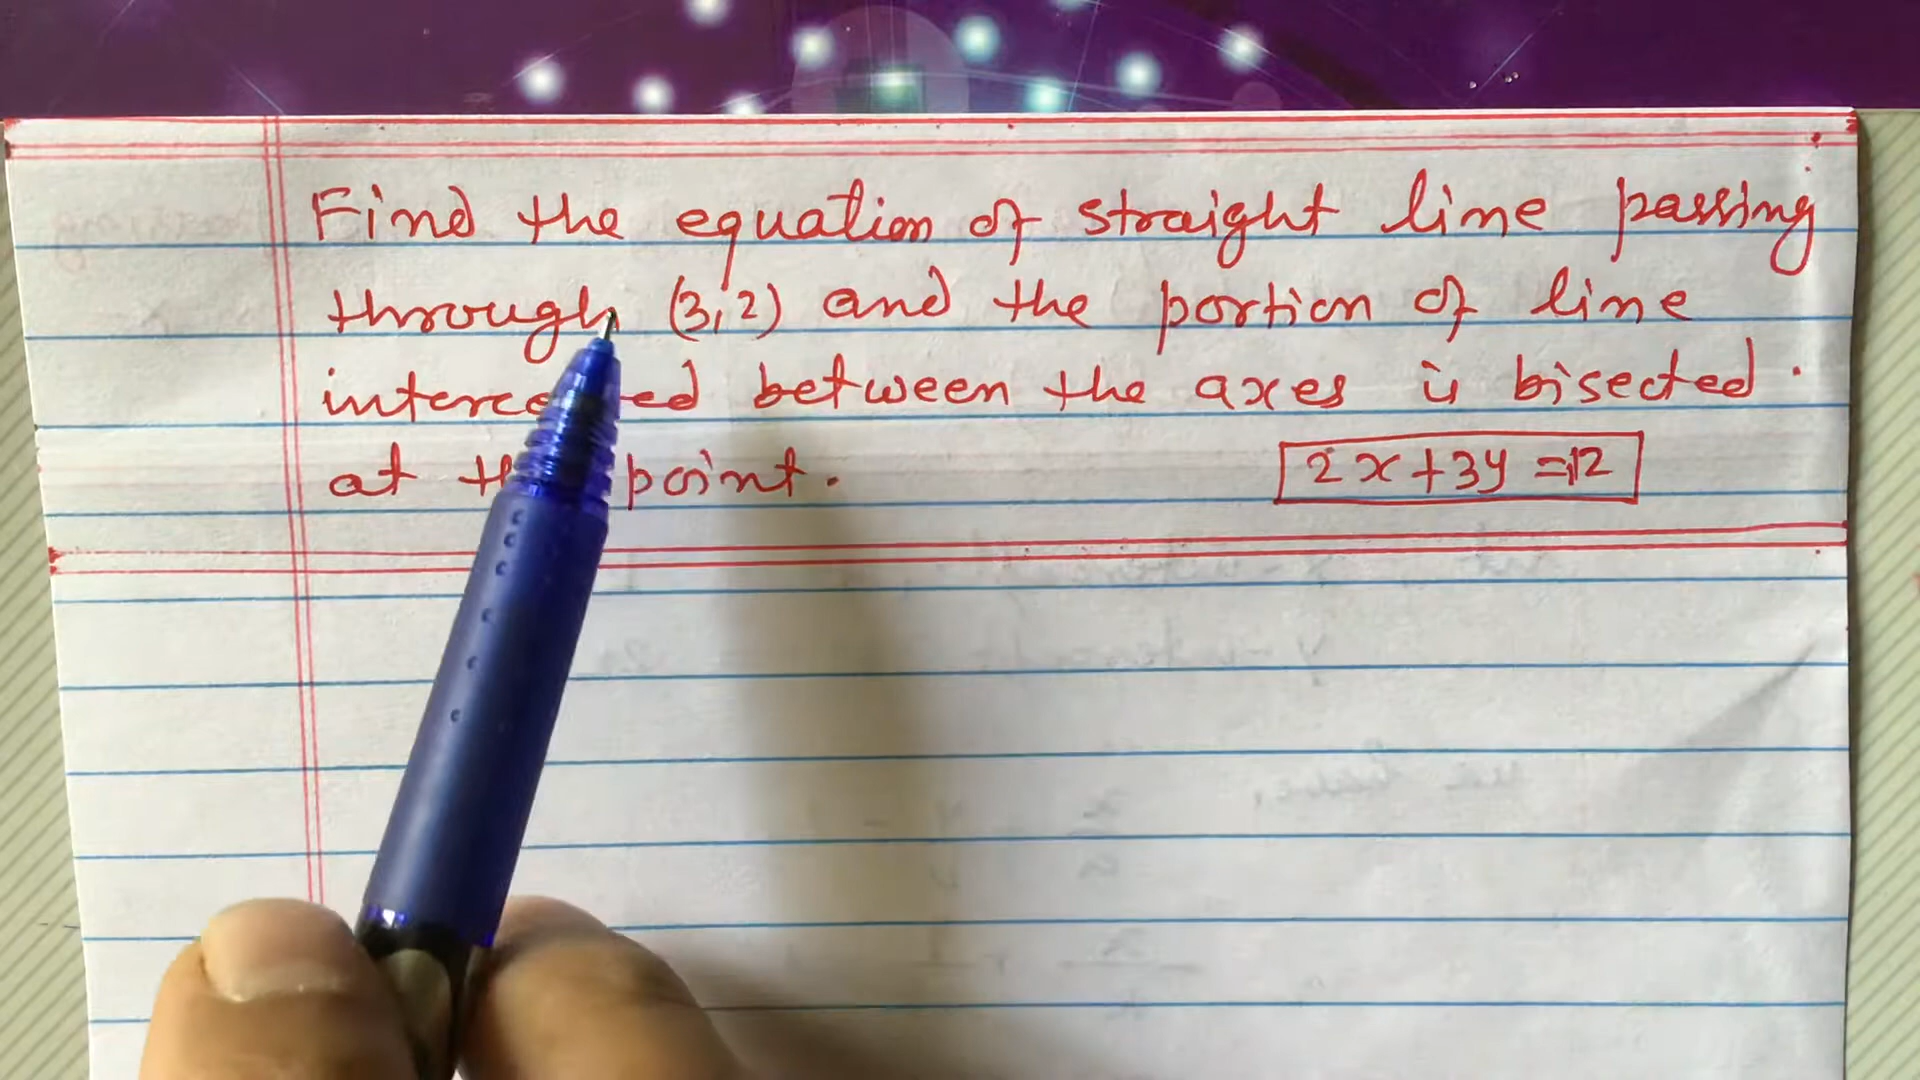 Find the equation of straight line passing
through (3,2) and the portion of line
between the axes is bisected.
at point.
2x+3y=12